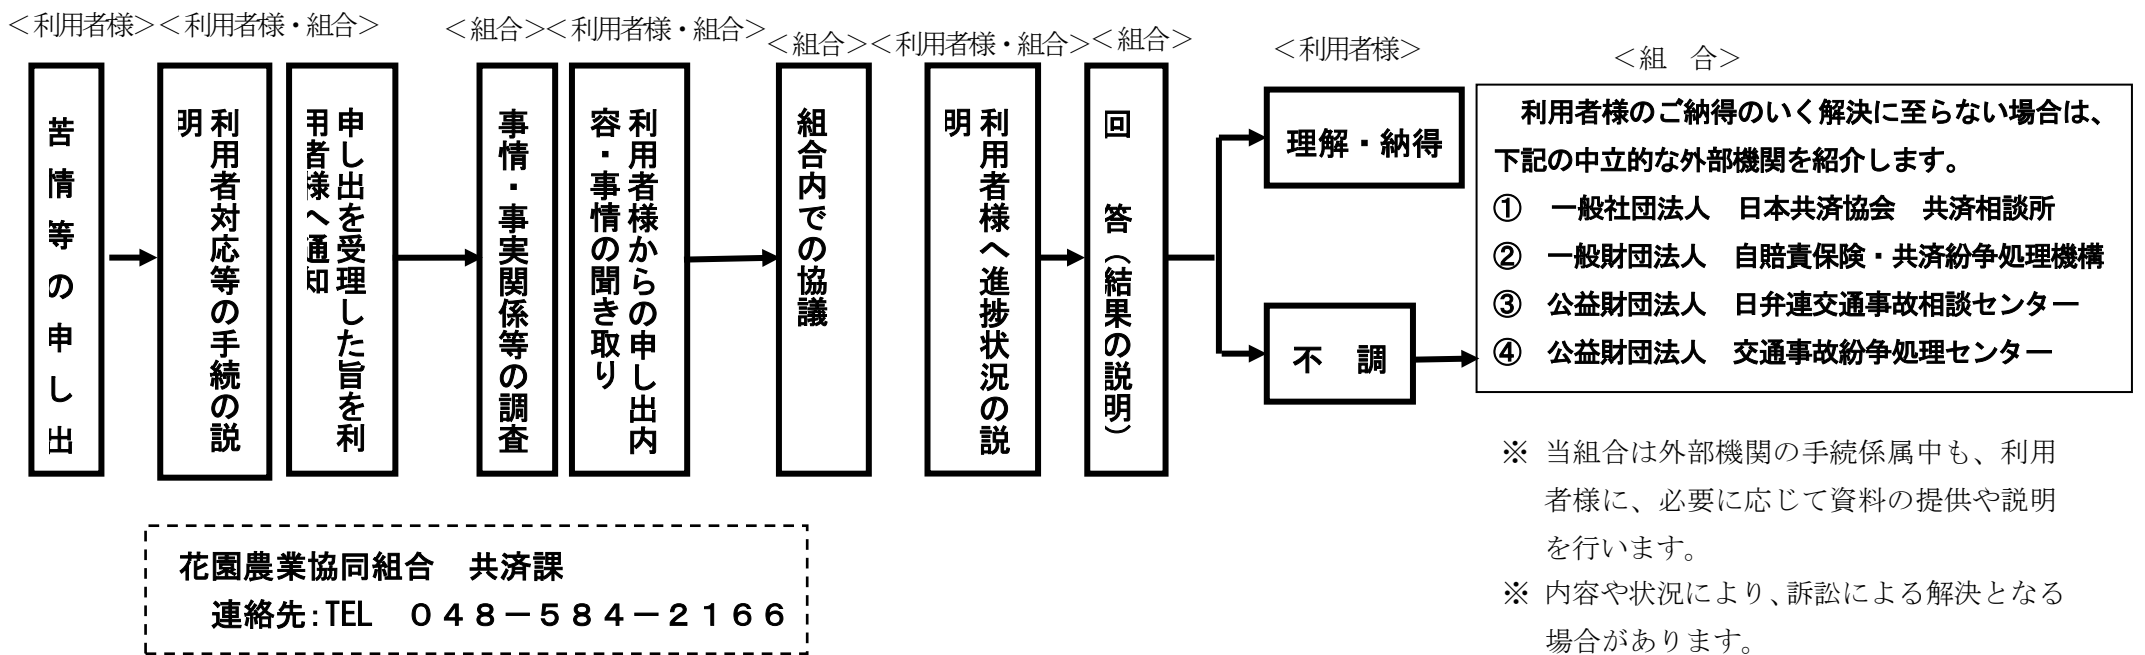 ＜利用者様＞
＜利用者様・組合＞
＜組合＞
＜利用者様・組合＞
＜組合＞
＜利用者様・組合＞
＜組合＞
＜利用者様＞
＜組　合＞
苦情等の申し出
利用者対応等の手続の説
明
申し出を受理した旨を利
用者様へ通知
事情・事実関係等の調査
利用者様からの申し出内
容・事情の聞き取り
組合内での協議
利用者様へ進捗状況の説
明
回　答（結果の説明）
理解・納得
不　調
利用者様のご納得のいく解決に至らない場合は、
下記の中立的な外部機関を紹介します。
①　一般社団法人　日本共済協会　共済相談所
②　一般財団法人　自賠責保険・共済紛争処理機構
③　公益財団法人　日弁連交通事故相談センター
④　公益財団法人　交通事故紛争処理センター
※ 当組合は外部機関の手続係属中も、利用
者様に、必要に応じて資料の提供や説明
を行います。
※ 内容や状況により、訴訟による解決となる
場合があります。
花園農業協同組合　共済課
連絡先：TEL　０４８－５８４－２１６６